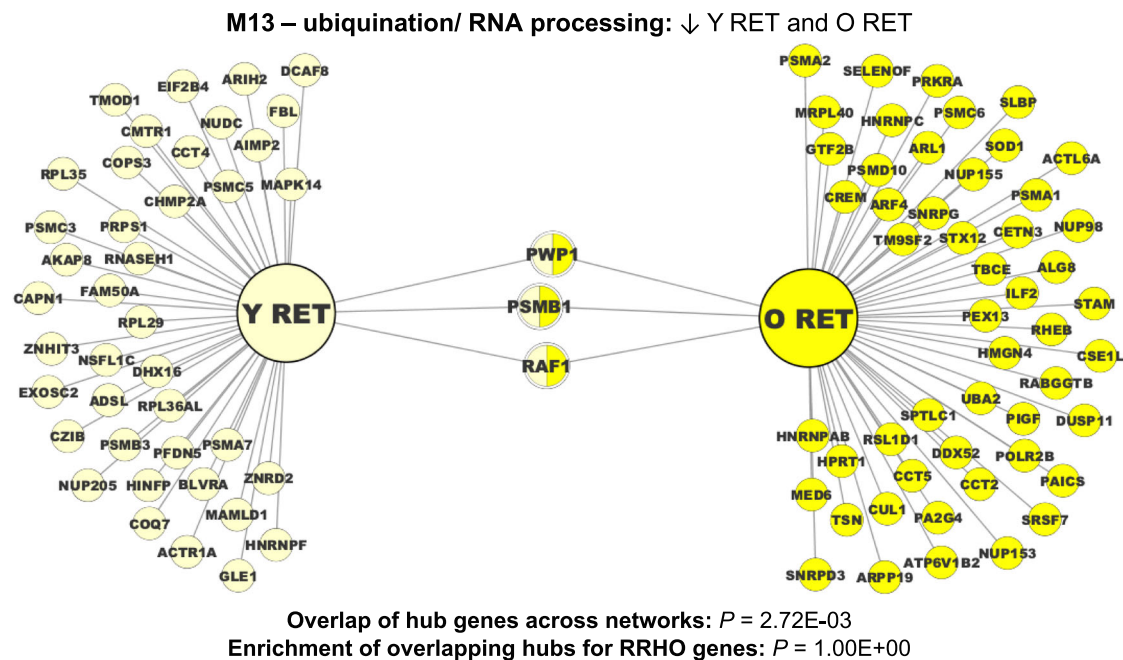 M13 – ubiquination/ RNA processing: ↓ Y RET and O RET
DCAF8
ARIH2
EIF2B4
TMOD1
FBL
NUDC
CMTR1
AIMP2
CCT4
COPS3
RPL35
PSMC5
MAPK14
CHMP2A
PSMC3
PRPS1
AKAP8
RNASEH1
CAPN1
FAM50A
RPL29
ZNHIT3
NSFL1C
DHX16
EXOSC2
ADSL
RPL36AL
CZIB
PSMB3
PFDN5
PSMA7
NUP205
HINFP
BLVRA
ZNRD2
COQ7
MAMLD1
ACTR1A
HNRNPF
GLE1
Y RET
PWP1
PSMB1
RAF1
O RET
PSMA2
SELENOF
PRKRA
SLBP
MRPL40
HNRNPC
PSMC6
GTF2B
ARL1
SOD1
ACTL6A
PSMD10
NUP155
CREM
ARF4
SNRPG
PSMA1
TM9SF2
STX12
CETN3
NUP98
TBCE
ALG8
ILF2
STAM
PEX13
RHEB
HMGN4
CSE1L
RABGGTB
UBA2
SPTLC1
PIGF
DUSP11
HNRNPAB
RSL1D1
HPRT1
DDX52
POLR2B
CCT5
CCT2
PAICS
MED6
TSN
CUL1
PA2G4
SRSF7
NUP153
ATP6V1B2
SNRPD3
ARPP19
Overlap of hub genes across networks: P = 2.72E-03
Enrichment of overlapping hubs for RRHO genes: P = 1.00E+00